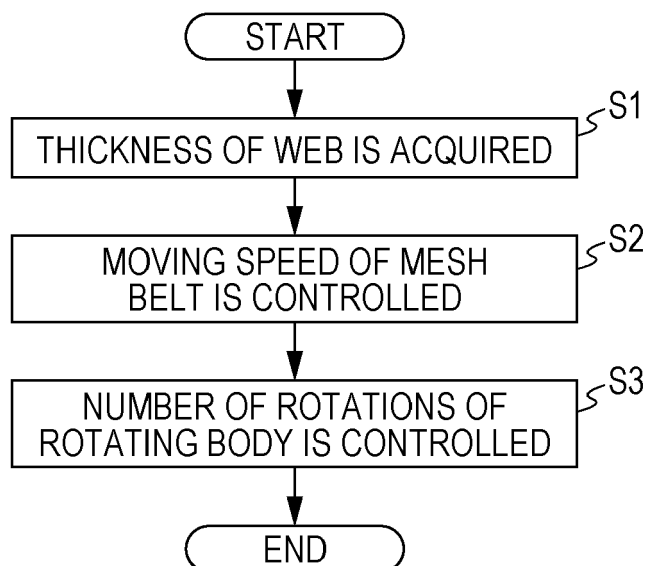 START
S1
THICKNESS OF WEB IS ACQUIRED
S2
MOVING SPEED OF MESH
BELT IS CONTROLLED
S3
NUMBER OF ROTATIONS OF
ROTATING BODY IS CONTROLLED
END